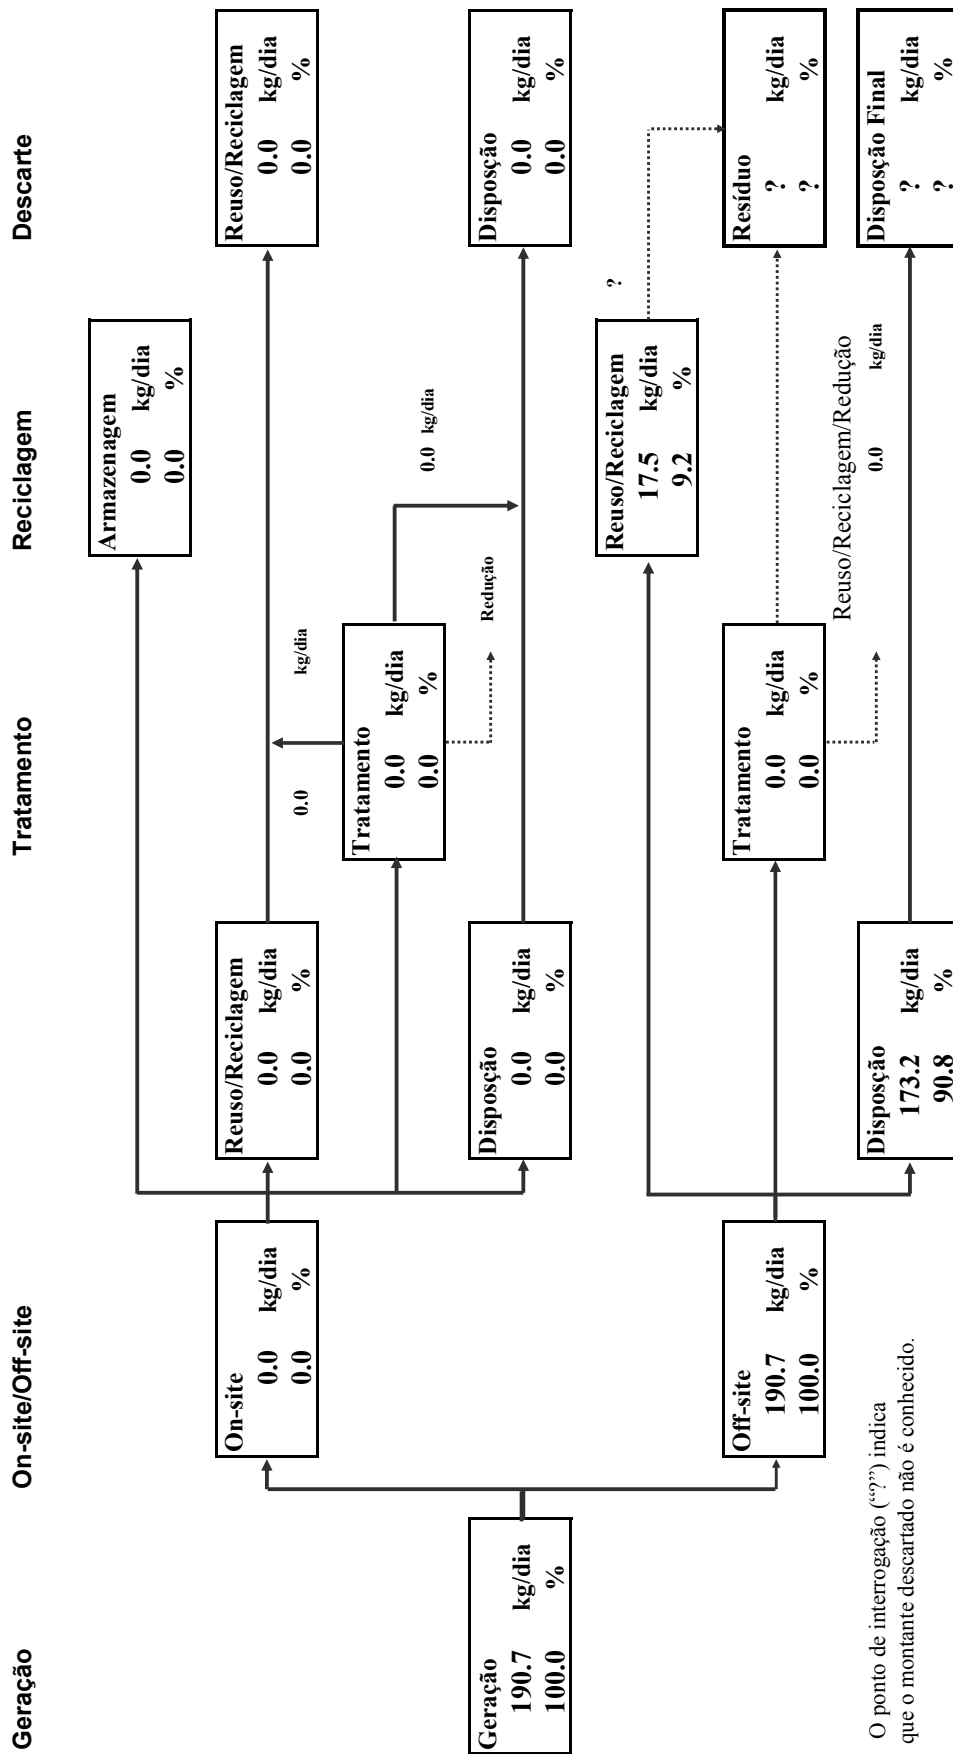 Geração
On-site/Off-site
Tratamento
Reciclagem
Descarte
Armazenagem
0.0 kg/dia
0.0 %
On-site
0.0 kg/dia
0.0 %
Reuso/Reciclagem
0.0 kg/dia
0.0 %
Reuso/Reciclagem
0.0 kg/dia
0.0 %
0.0 kg/dia
Tratamento
0.0 kg/dia
0.0 %
0.0 kg/dia
Redução
Geração
190.7 kg/dia
100.0 %
Disposção
0.0 kg/dia
0.0 %
Disposção
0.0 kg/dia
0.0 %
Reuso/Reciclagem
17.5 kg/dia
9.2 %
?
Off-site
190.7 kg/dia
100.0 %
Tratamento
0.0 kg/dia
0.0 %
Resíduo
? kg/dia
? %
Reuso/Reciclagem/Redução
0.0 kg/dia
Disposção
173.2 kg/dia
90.8 %
Disposção Final
? kg/dia
? %
O ponto de interrogação (“?”) indica
que o montante descartado não é conhecido.